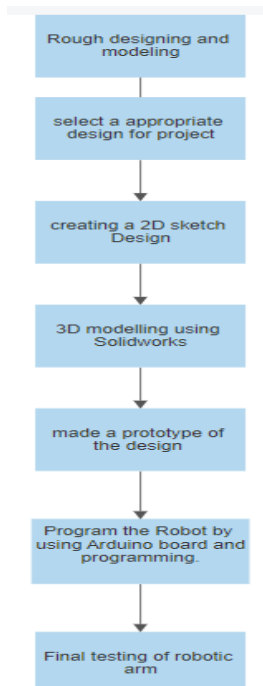 Rough designing and
modeling
select a appropriate
design for project
creating a 2D sketch
Design
3D modelling using
Solidworks
made a prototype of
the design
Program the Robot by
using Arduino board and
programming.
Final testing of robotic
arm